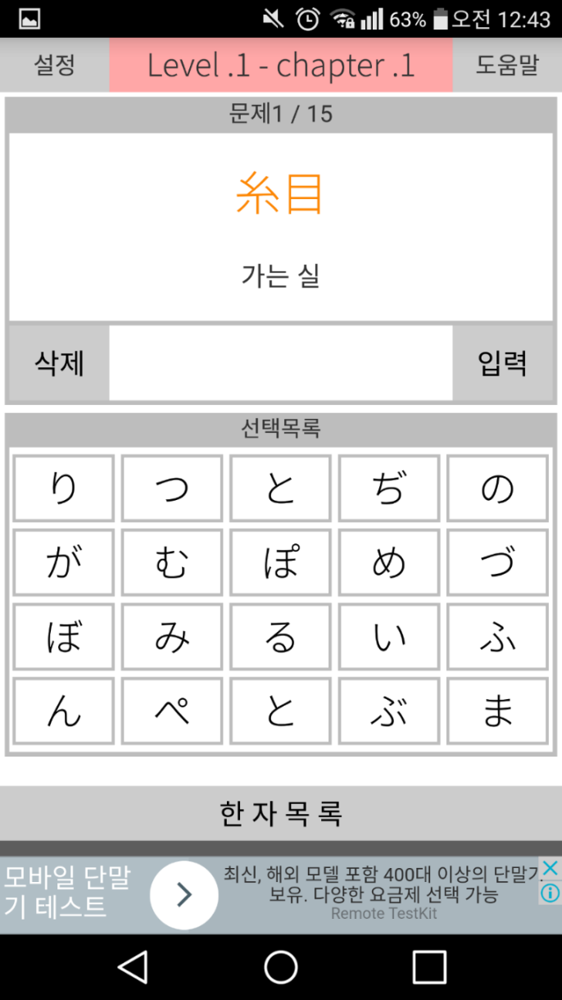 63% 오전 12:43
설정 Level .1 - chapter .1 도움말
문제1 / 15
糸目
가는 실
삭제 입력
선택목록
り つ と ぢ の
が む ぽ め づ
ぼ み る い ふ
ん ぺ と ぶ ま
한 자 목 록
모바일 단말
기 테스트
최신, 해외 모델 포함 400대 이상의 단말기
보유. 다양한 요금제 선택 가능
Remote TestKit